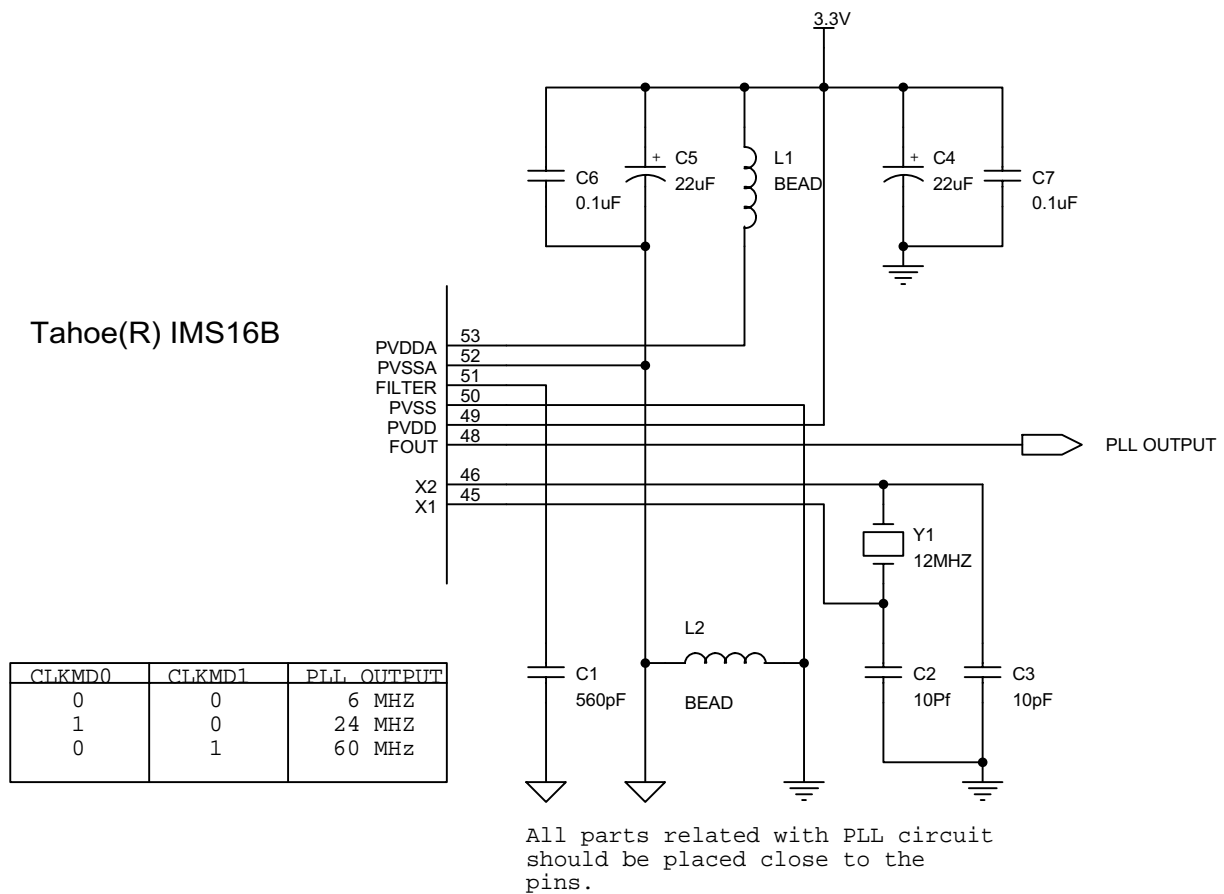 3.3V
+ C5
22uF
L1
BEAD
+ C4
22uF
C6
0.1uF
C7
0.1uF
Tahoe(R) IMS16B
PVDDA 53
PVSSA 52
FILTER 51
PVSS 50
PVDD 49
FOUT 48
PLL OUTPUT
X2 46
X1 45
Y1
12MHZ
L2
BEAD
C1
560pF
C2
10Pf
C3
10pF
CLKMD0 CLKMD1 PLL OUTPUT
0 0 6 MHZ
1 0 24 MHZ
0 1 60 MHz
All parts related with PLL circuit
should be placed close to the
pins.